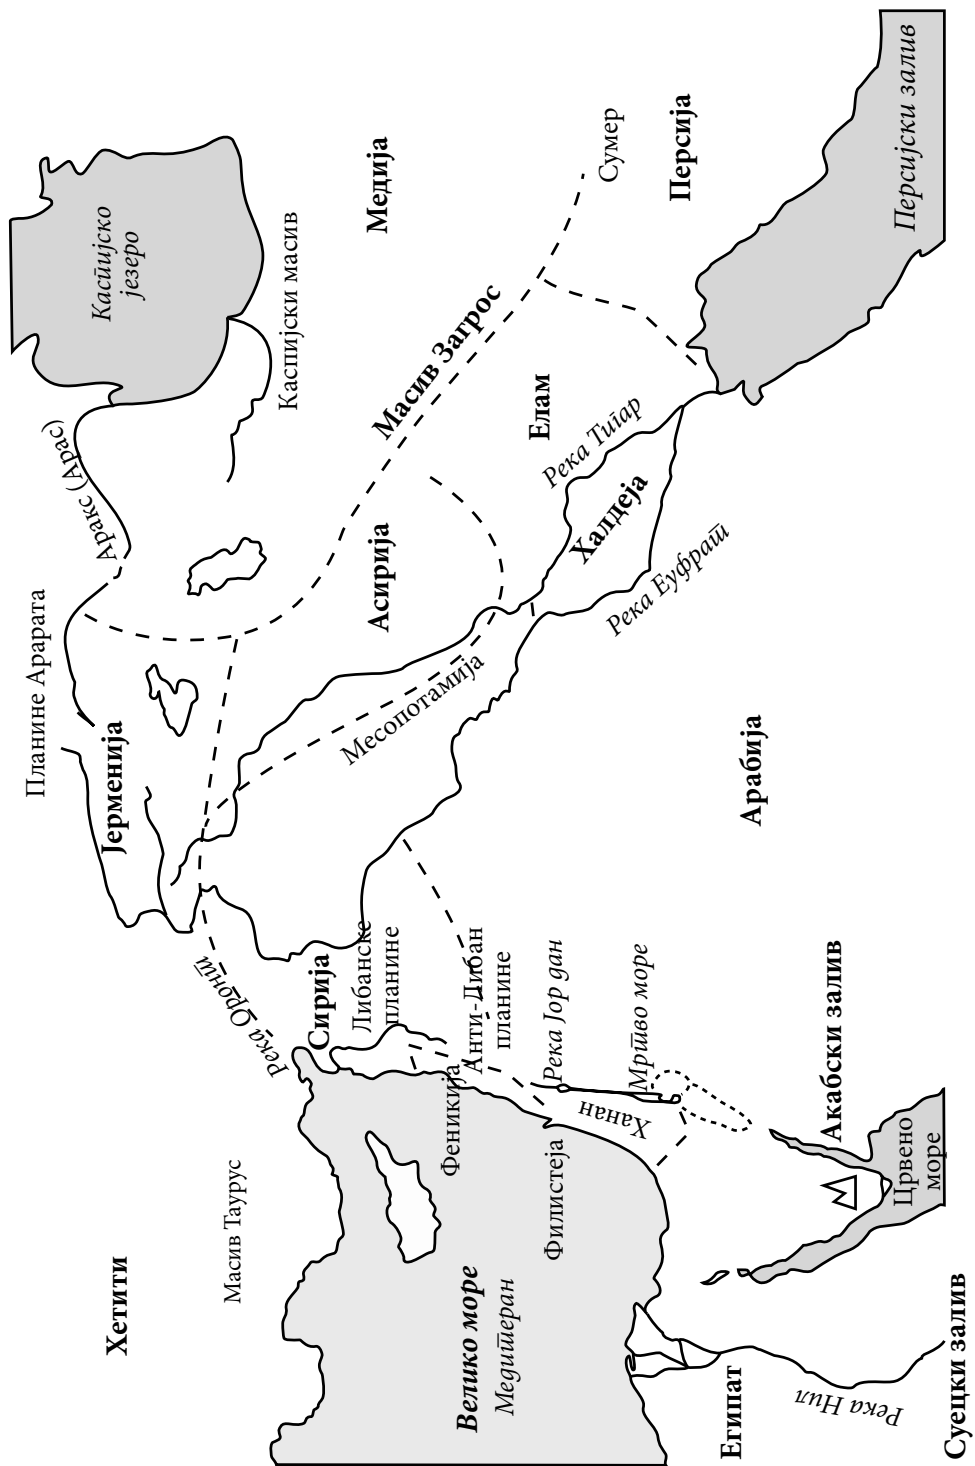 Хетити
Масив Таурус
Велико море
Медитеран
Египат
Река Нил
Суецки залив
Планине Арарата
Јерменија
Аракс (Арас)
Каспијско
језеро
Каспијски масив
Медија
Масив Загрос
Асирија
Месопотамија
Елам
Река Тигар
Халдеја
Река Еуфрат
Сумер
Персија
Персијски залив
Река Оронт
Сирија
Либанске
планине
Анти-Либан
планине
Феникија
Филистеја
Ханан
Река Јор дан
Мртво море
Арабија
Акабски залив
Црвено
море